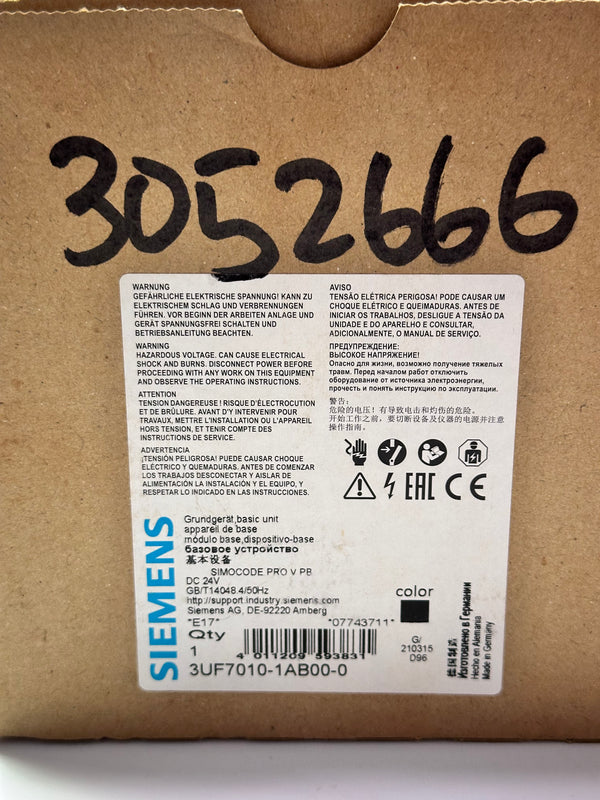 3052666
WARNUNG
GEFÄHRLICHE ELEKTRISCHE SPANNUNG! KANN ZU
ELEKTRISCHEM SCHLAG UND VERBRENNUNGEN
FÜHREN. VOR BEGINN DER ARBEITEN ANLAGE UND
GERÄT SPANNUNGSFREI SCHALTEN UND
BETRIEBSANLEITUNG BEACHTEN.
WARNING
HAZARDOUS VOLTAGE. CAN CAUSE ELECTRICAL
SHOCK AND BURNS. DISCONNECT POWER BEFORE
PROCEEDING WITH ANY WORK ON THIS EQUIPMENT
AND OBSERVE THE OPERATING INSTRUCTIONS.
ATTENTION
TENSION DANGEREUSE ! RISQUE D'ÉLECTROCUTION
ET DE BRÛLURE. AVANT D'Y INTERVENIR POUR
TRAVAUX, METTRE L'INSTALLATION OU L'APPAREIL
HORS TENSION, ET TENIR COMPTE DES
INSTRUCTIONS DE SERVICE.
ADVERTENCIA
¡TENSIÓN PELIGROSA! PUEDE CAUSAR CHOQUE
ELÉCTRICO Y QUEMADURAS. ANTES DE COMENZAR
LOS TRABAJOS DESCONECTAR Y AISLAR DE
ALIMENTACIÓN LA INSTALACIÓN Y EL EQUIPO, Y
RESPETAR LO INDICADO EN LAS INSTRUCCIONES.
AVISO
TENSÃO ELÉTRICA PERIGOSA! PODE CAUSAR UM
CHOQUE ELÉTRICO E QUEIMADURAS. ANTES DE
INICIAR OS TRABALHOS, DESLIGUE A TENSÃO DA
UNIDADE E DO APARELHO E CONSULTAR,
ADICIONALMENTE, O MANUAL DE SERVIÇO.
ПРЕДУПРЕЖДЕНИЕ:
ВЫСОКОЕ НАПРЯЖЕНИЕ!
Опасно для жизни, возможно получение тяжелых
травм. Перед началом работ отключить
оборудование от источника электроэнергии,
прочесть и понять инструкцию по эксплуатации.
警告:
危险的电压! 有导致电击和灼伤的危险。
开始工作之前, 要切断设备及仪器的电源并注意
操作指南。
EAC CE
SIEMENS
Grundgerät,basic unit
appareil de base
módulo base,dispositivo-base
базовое устройство
基本设备
SIMOCODE PRO V PB
DC 24V
GB/T14048.4/50Hz
http://support.industry.siemens.com
Siemens AG, DE-92220 Amberg
*E17* *07743711*
Qty
1
4 011209 593831
3UF7010-1AB00-0
color
G/
210315
D96
德国制造
Изготовлено в Германии
Hecho en Alemania
Made in Germany